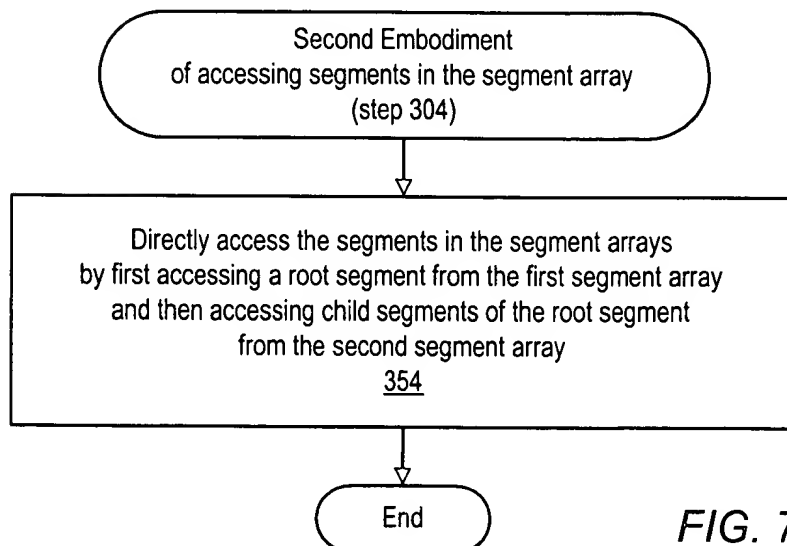 Second Embodiment
of accessing segments in the segment array
(step 304)
Directly access the segments in the segment arrays
by first accessing a root segment from the first segment array
and then accessing child segments of the root segment
from the second segment array
354
End
FIG. 7